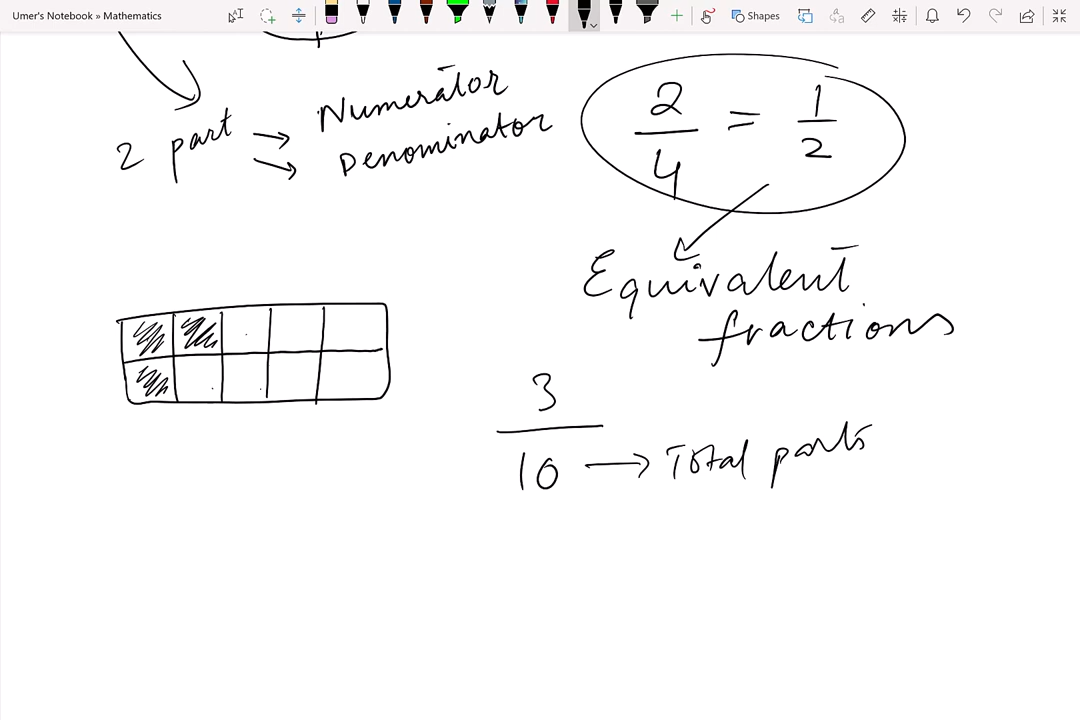 Umer's Notebook » Mathematics
Shapes
2 part → Numerator
→ Denominator
2/4 = 1/2
Equivalent
fractions
3
10 → Total parts